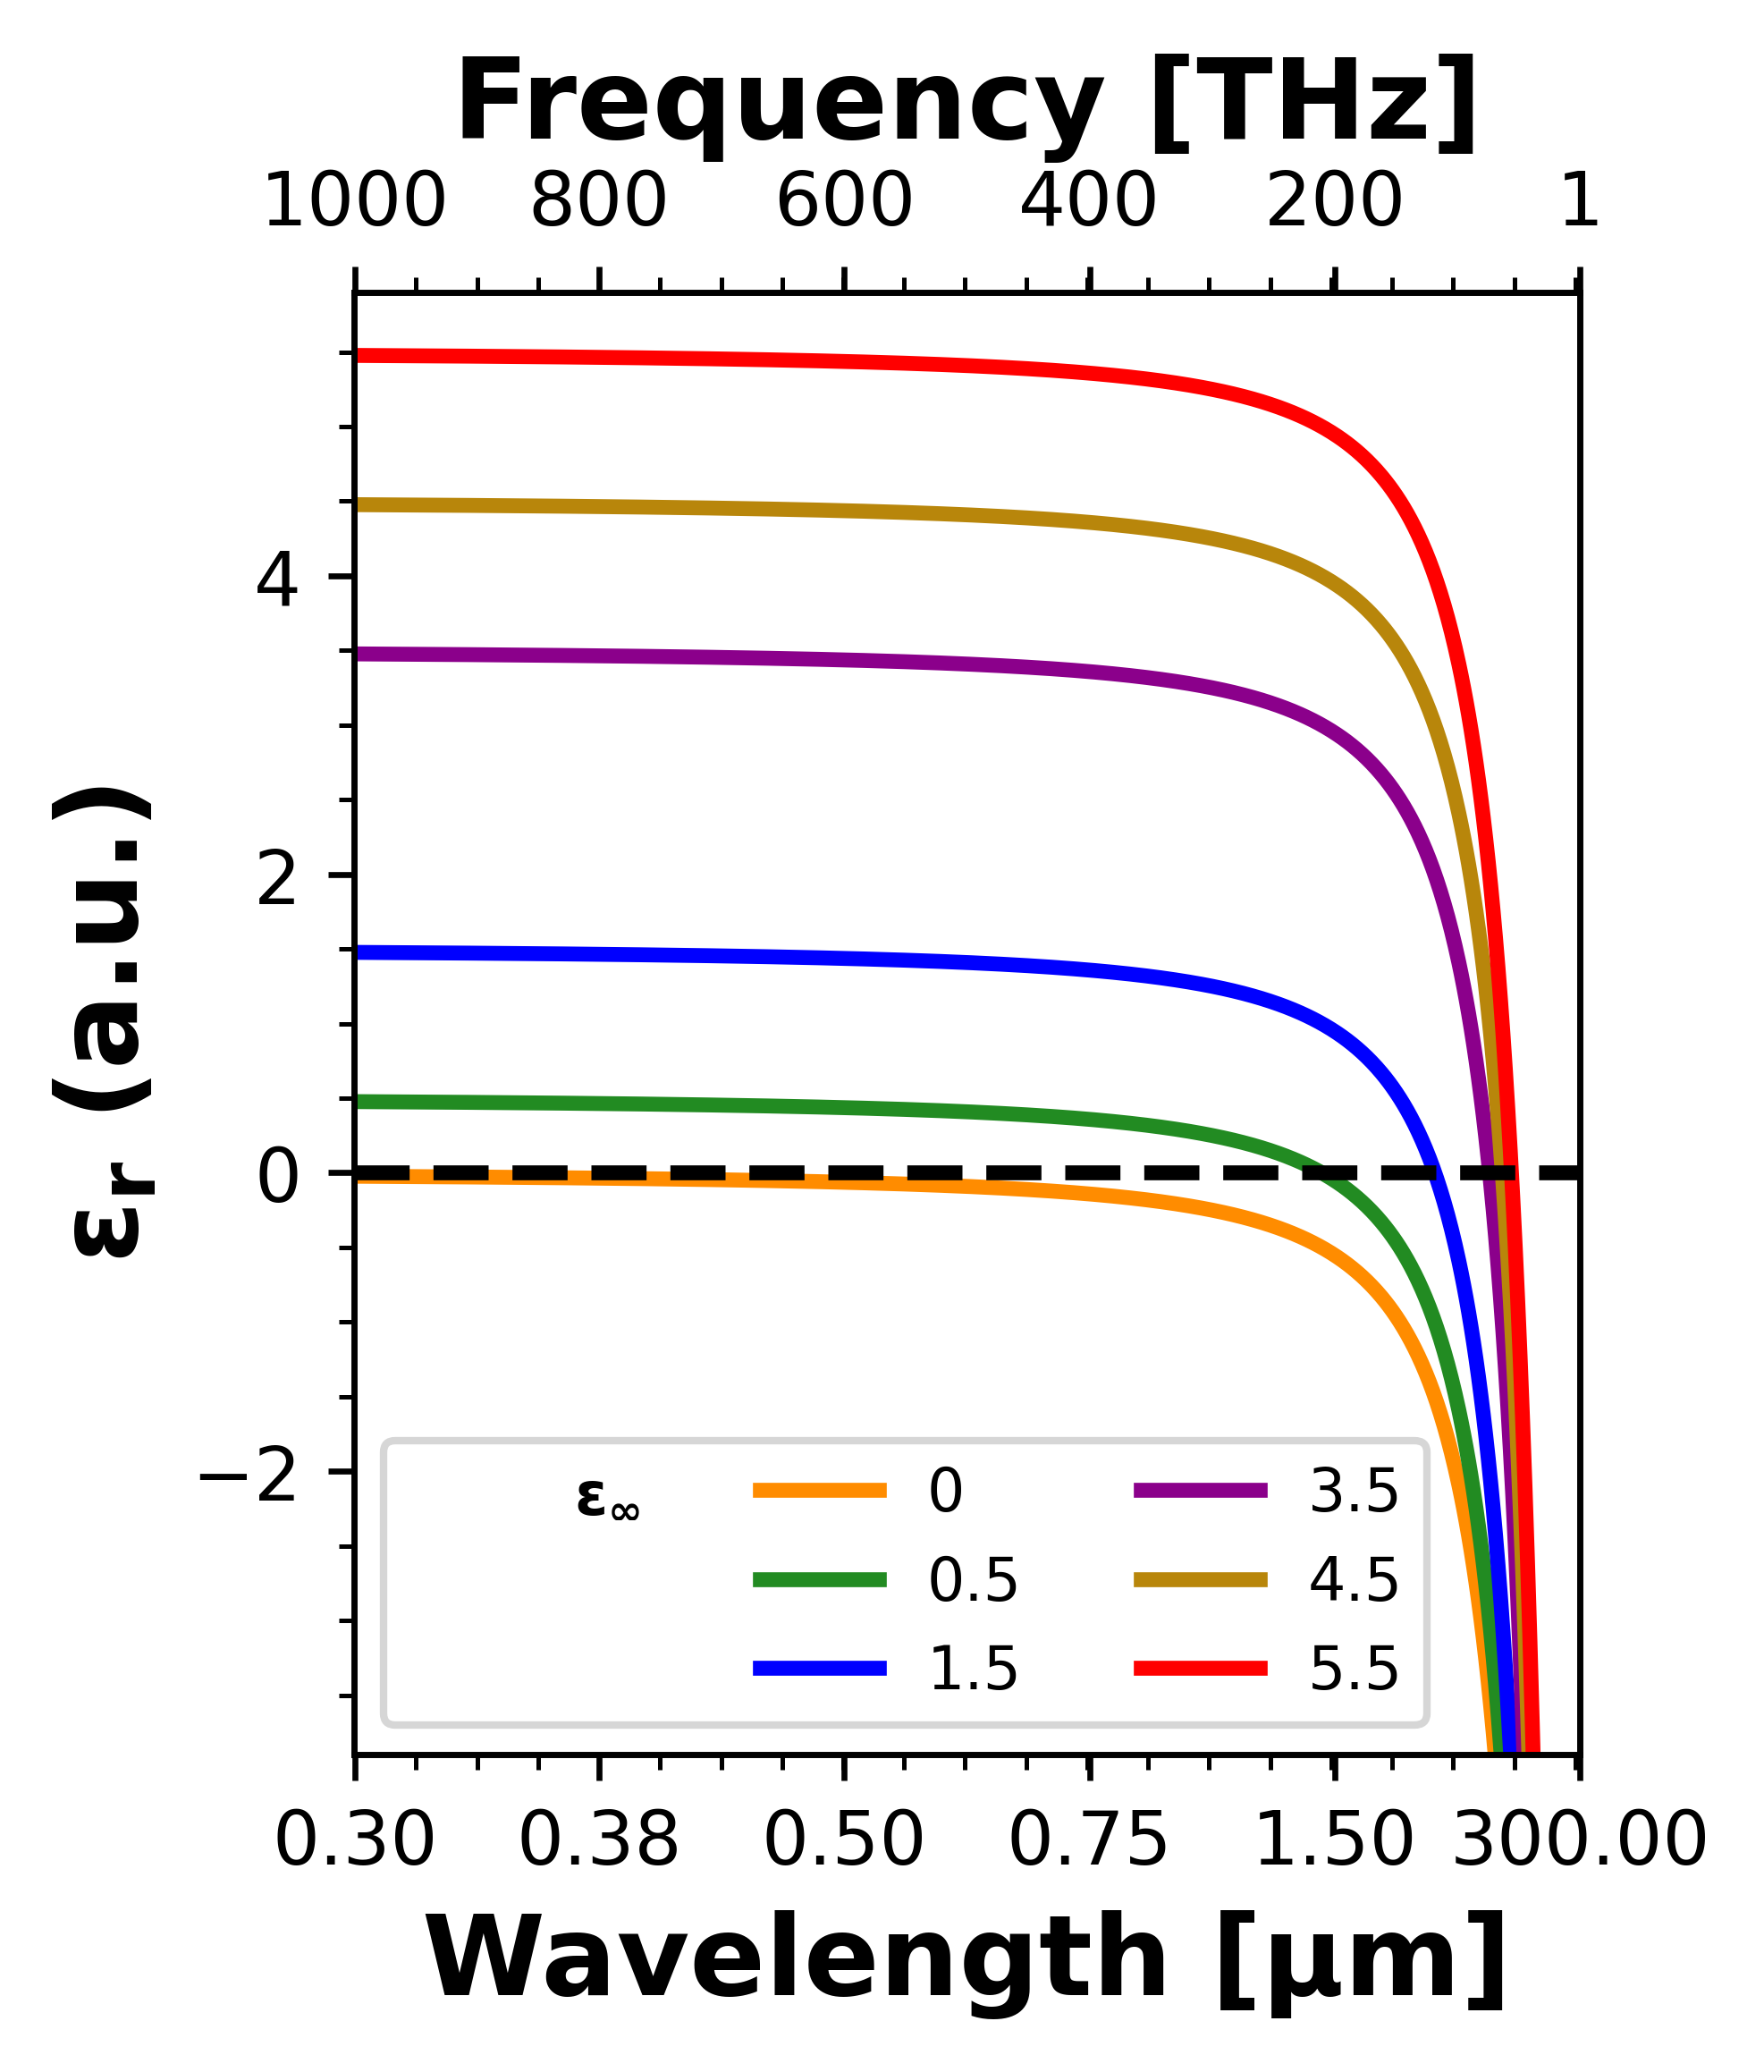 Frequency [THz]
1000 800 600 400 200 1
εr (a.u.)
4
2
0
−2
ε∞ 0 3.5
0.5 4.5
1.5 5.5
0.30 0.38 0.50 0.75 1.50 300.00
Wavelength [μm]